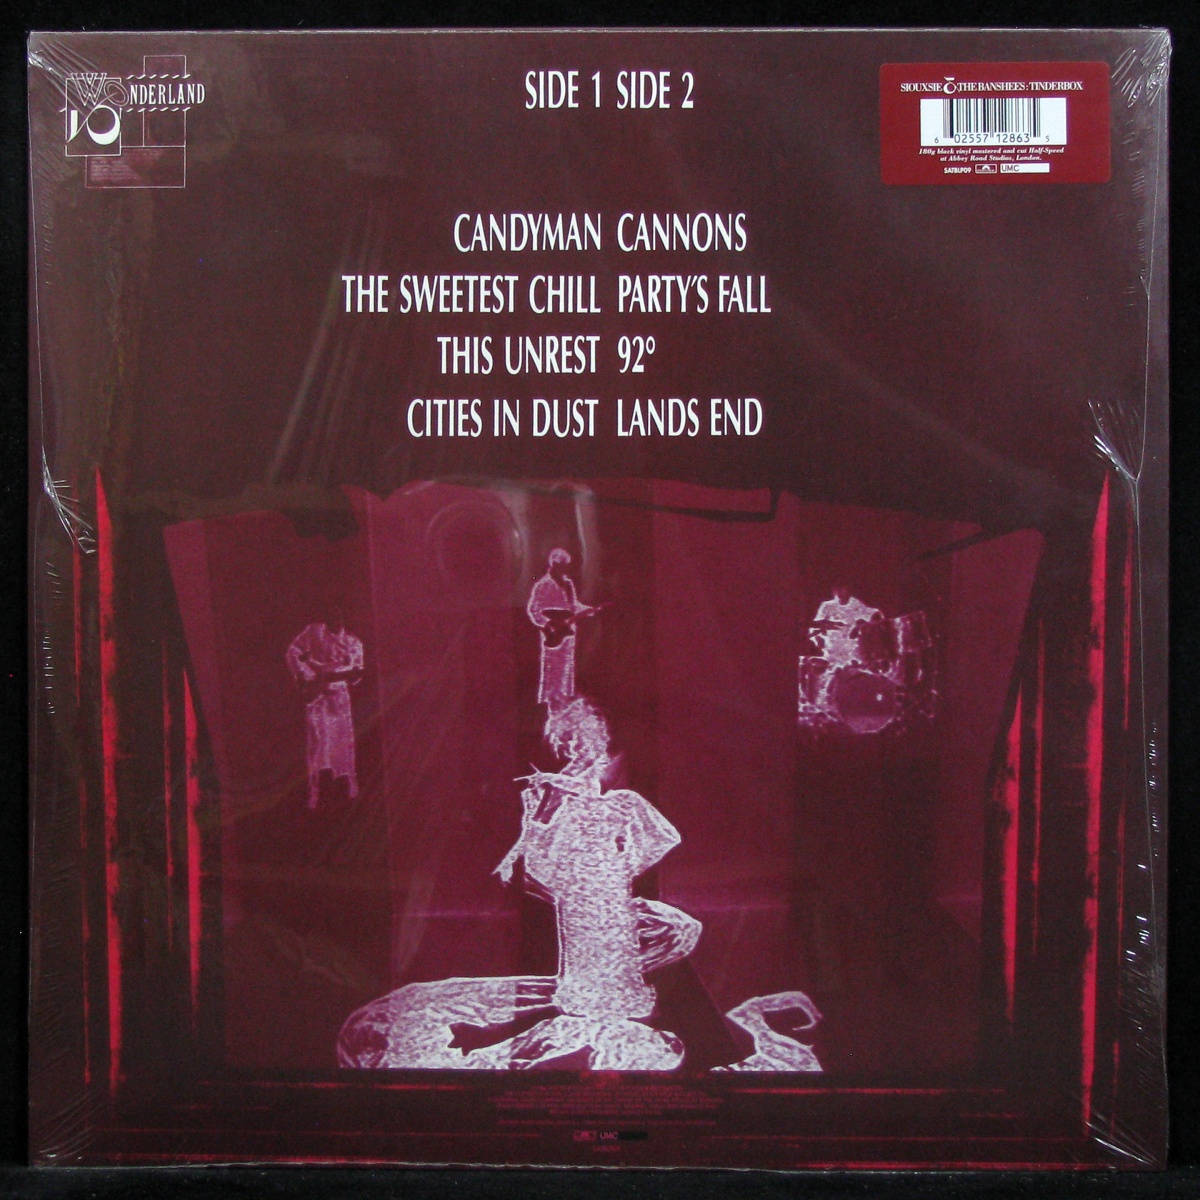 WONDERLAND
SIDE 1 SIDE 2
SIOUXSIE & THE BANSHEES: TINDERBOX
6 02557 12863 5
180g black vinyl mastered and cut Half-Speed
at Abbey Road Studios, London.
SATBLP09 UMC
CANDYMAN CANNONS
THE SWEETEST CHILL PARTY'S FALL
THIS UNREST 92º
CITIES IN DUST LANDS END
UMC